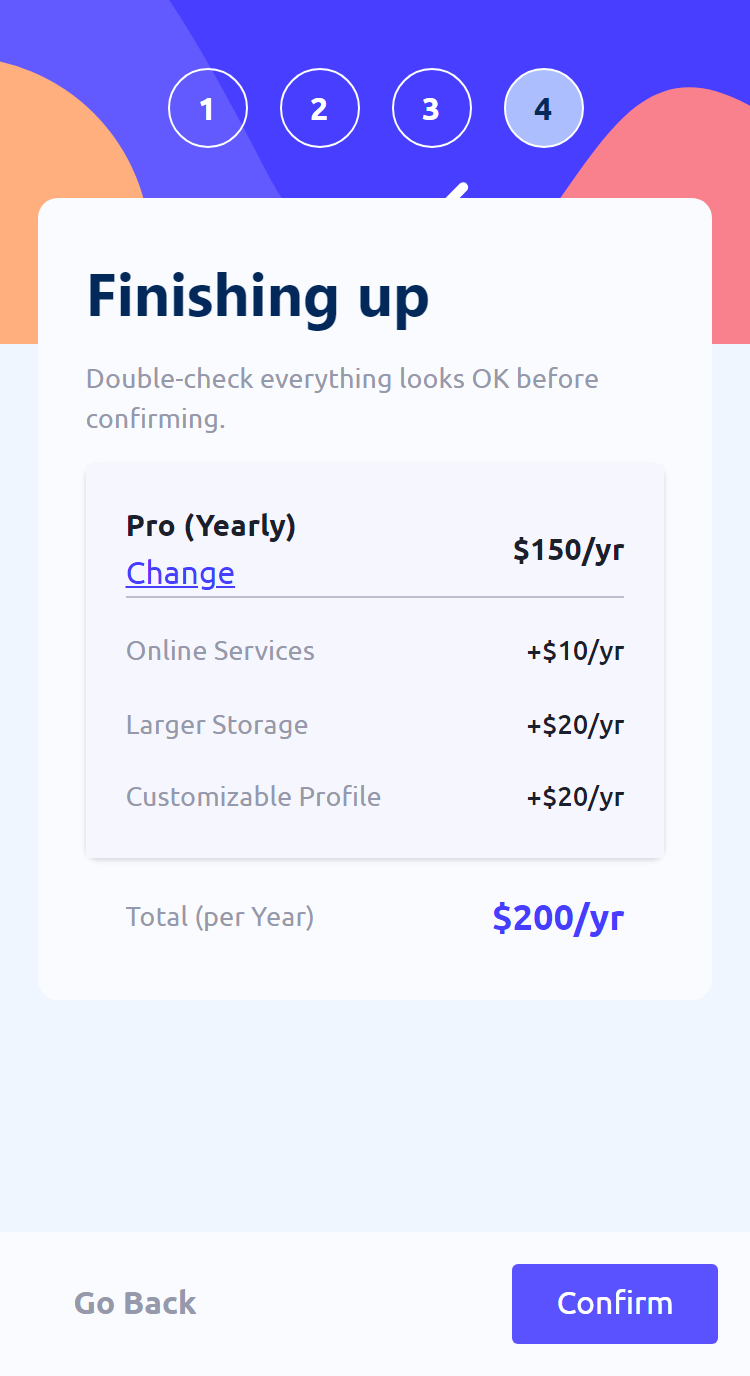 1 2 3 4
Finishing up
Double-check everything looks OK before
confirming.
Pro (Yearly)
Change
$150/yr
Online Services +$10/yr
Larger Storage +$20/yr
Customizable Profile +$20/yr
Total (per Year) $200/yr
Go Back Confirm